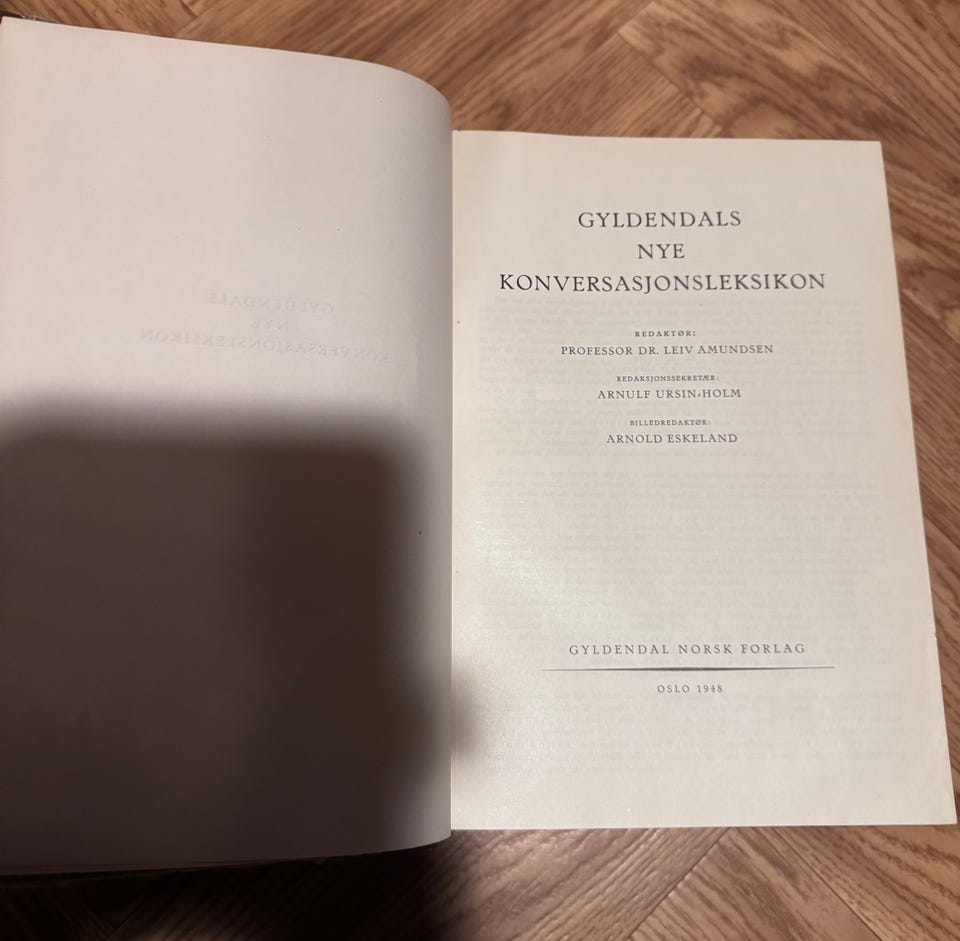 GYLDENDALS
NYE
KONVERSASJONSLEKSIKON
REDAKTØR:
PROFESSOR DR. LEIV AMUNDSEN
REDAKSJONSSEKRETÆR:
ARNULF URSIN-HOLM
BILLEDREDAKTØR:
ARNOLD ESKELAND
GYLDENDAL NORSK FORLAG
OSLO 1948